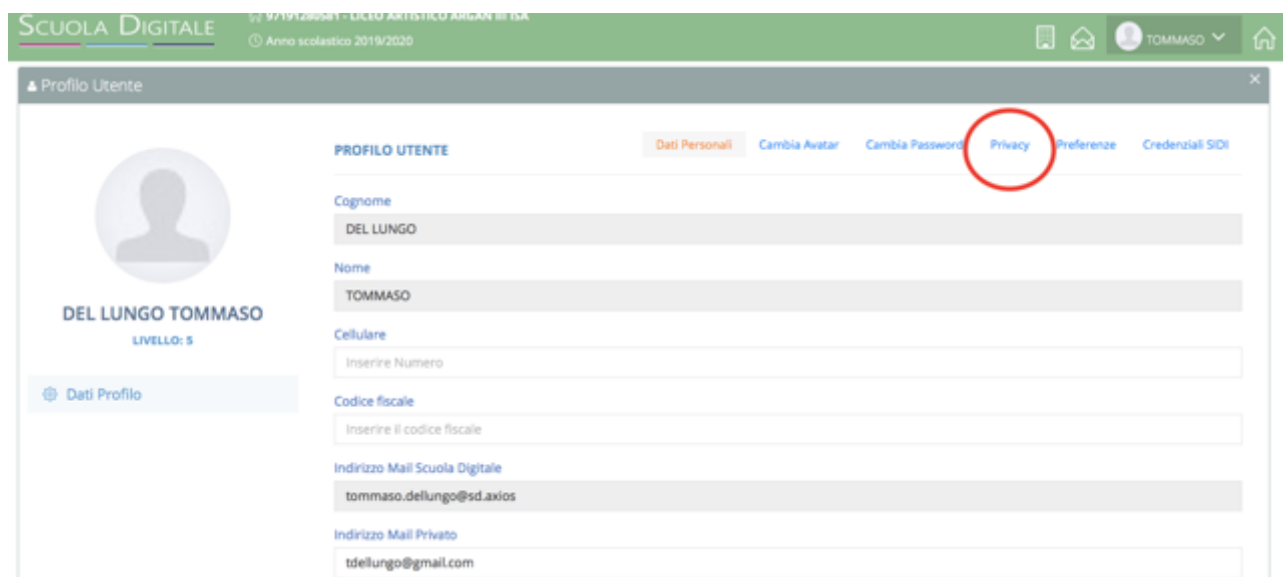 SCUOLA DIGITALE
97191280581 - LICEO ARTISTICO ARGAN III ISA
Anno scolastico 2019/2020
TOMMASO
Profilo Utente
PROFILO UTENTE
Dati Personali Cambia Avatar Cambia Password Privacy Preferenze Credenziali SIDI
Cognome
DEL LUNGO
Nome
TOMMASO
DEL LUNGO TOMMASO
LIVELLO: 5
Dati Profilo
Cellulare
Inserire Numero
Codice fiscale
Inserire il codice fiscale
Indirizzo Mail Scuola Digitale
tommaso.dellungo@sd.axios
Indirizzo Mail Privato
tdellungo@gmail.com